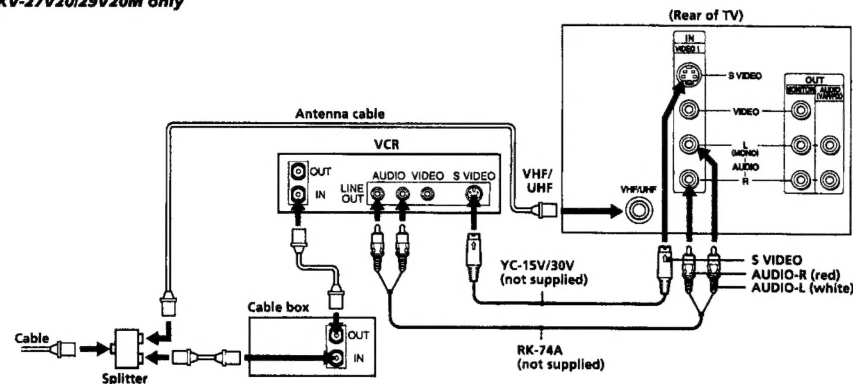 KV-27V20/29V20M only
(Rear of TV)
IN
VIDEO 1
S VIDEO
OUT
MONITOR
AUDIO
VIDEO
L
(MONO)
AUDIO
R
VHF/UHF
Antenna cable
VCR
OUT
IN
LINE
OUT
AUDIO VIDEO S VIDEO
VHF/
UHF
YC-15V/30V
(not supplied)
S VIDEO
AUDIO-R (red)
AUDIO-L (white)
Cable box
OUT
IN
RK-74A
(not supplied)
Cable
Splitter